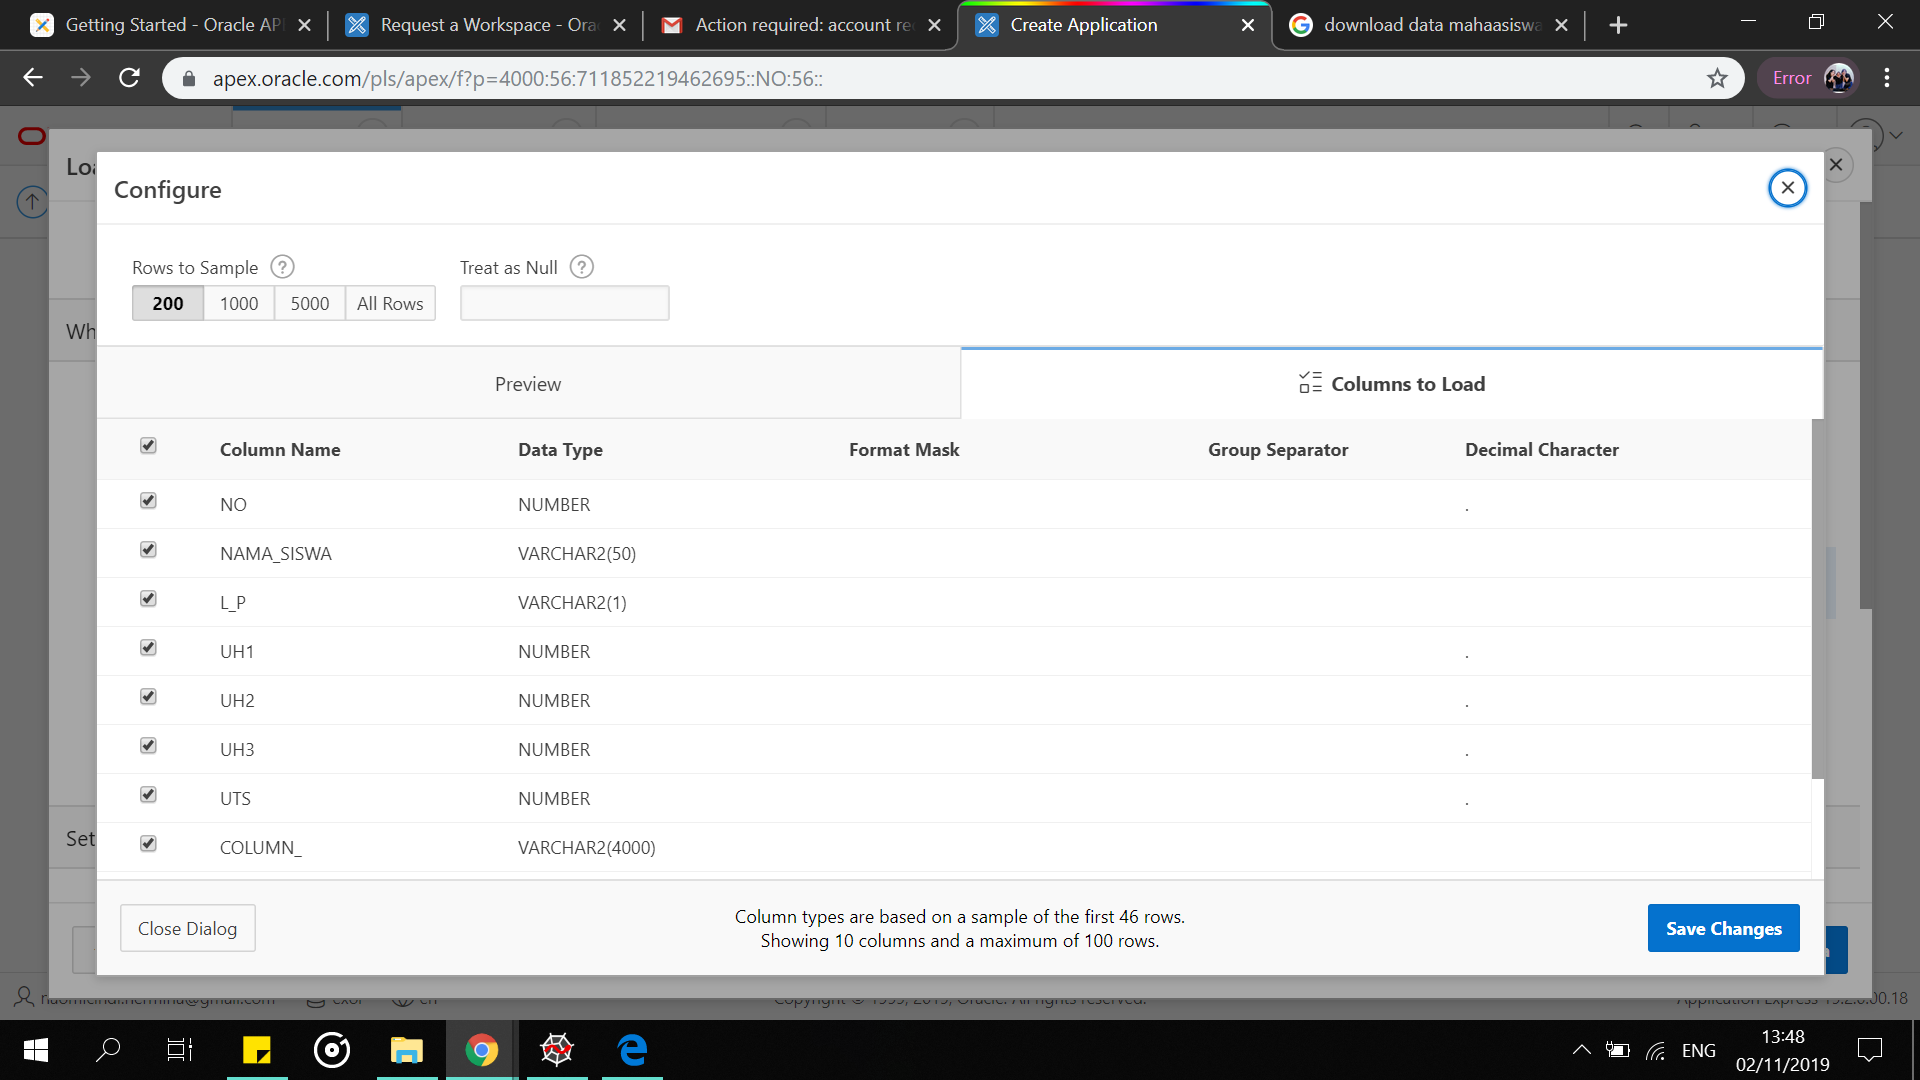 Getting Started - Oracle AP
Request a Workspace - Ora
Action required: account re
Create Application
download data mahaasiswa
apex.oracle.com/pls/apex/f?p=4000:56:711852219462695::NO:56::
Error
Configure
Rows to Sample ?
Treat as Null ?
200 1000 5000 All Rows
Wh
Preview
Columns to Load
Column Name Data Type Format Mask Group Separator Decimal Character
NO NUMBER .
NAMA_SISWA VARCHAR2(50)
L_P VARCHAR2(1)
UH1 NUMBER .
UH2 NUMBER .
UH3 NUMBER .
UTS NUMBER .
Set
COLUMN_ VARCHAR2(4000)
Column types are based on a sample of the first 46 rows.
Showing 10 columns and a maximum of 100 rows.
Close Dialog
Save Changes
ENG
13:48
02/11/2019